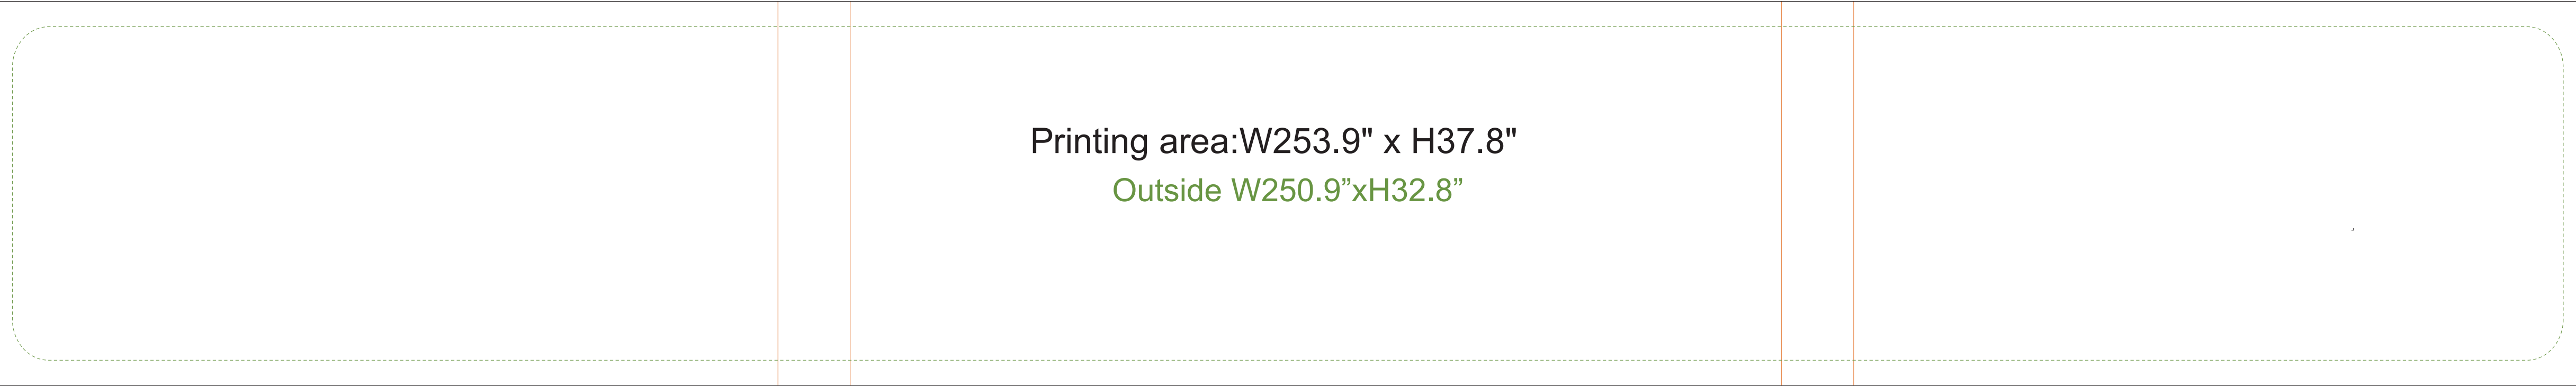 Printing area:W253.9" x H37.8"
Outside W250.9”xH32.8”